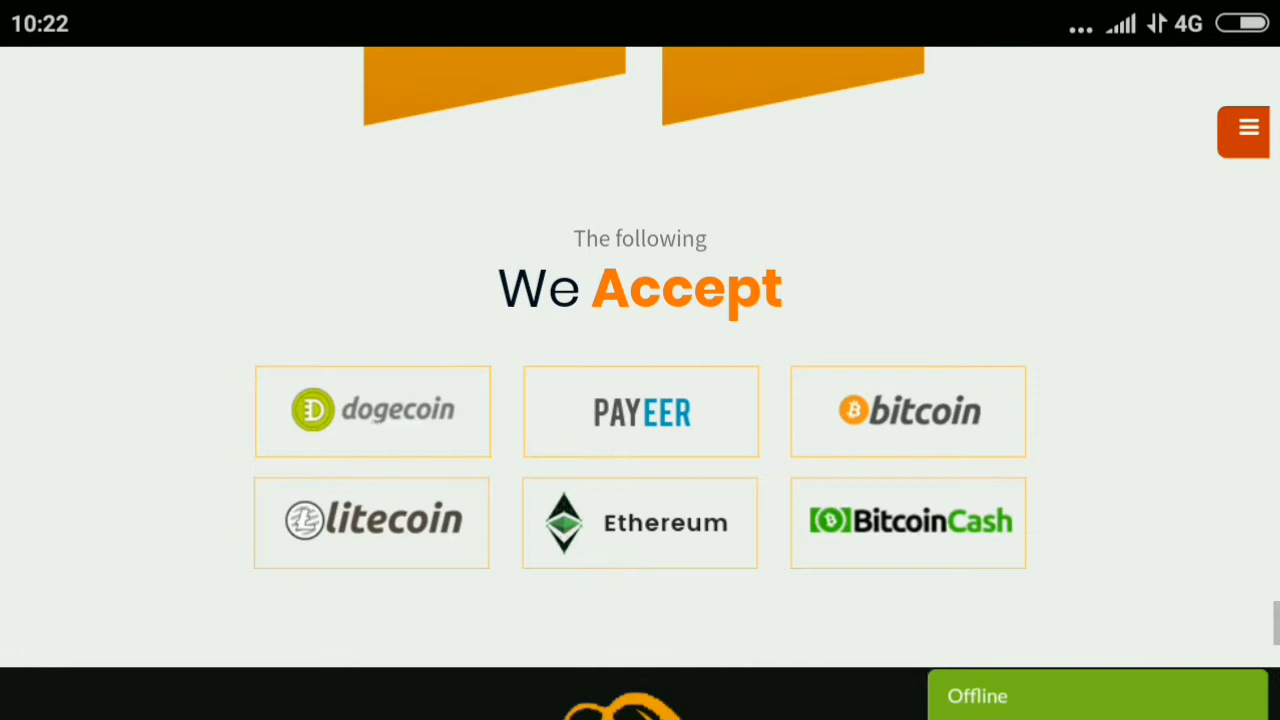 10:22
4G
The following
We Accept
dogecoin
PAYEER
bitcoin
litecoin
Ethereum
BitcoinCash
Offline